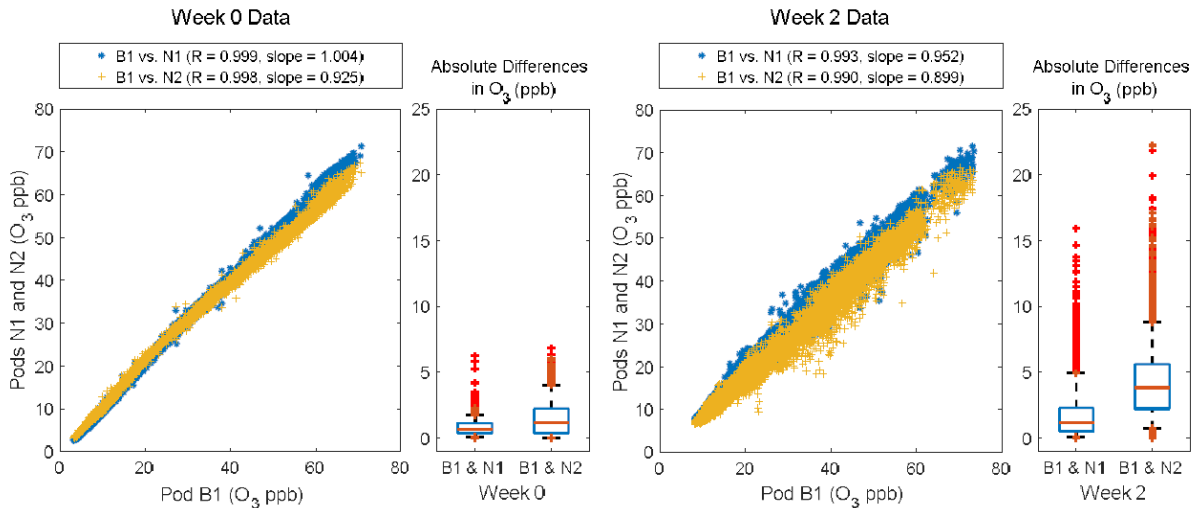 Week 0 Data
B1 vs. N1 (R = 0.999, slope = 1.004)
B1 vs. N2 (R = 0.998, slope = 0.925)
Pods N1 and N2 (O₃ ppb)
80
70
60
50
40
30
20
10
0
0 20 40 60 80
Pod B1 (O₃ ppb)
Absolute Differences
in O₃ (ppb)
25
20
15
10
5
0
B1 & N1 B1 & N2
Week 0
Week 2 Data
B1 vs. N1 (R = 0.993, slope = 0.952)
B1 vs. N2 (R = 0.990, slope = 0.899)
Pods N1 and N2 (O₃ ppb)
80
70
60
50
40
30
20
10
0
0 20 40 60 80
Pod B1 (O₃ ppb)
Absolute Differences
in O₃ (ppb)
25
20
15
10
5
0
B1 & N1 B1 & N2
Week 2